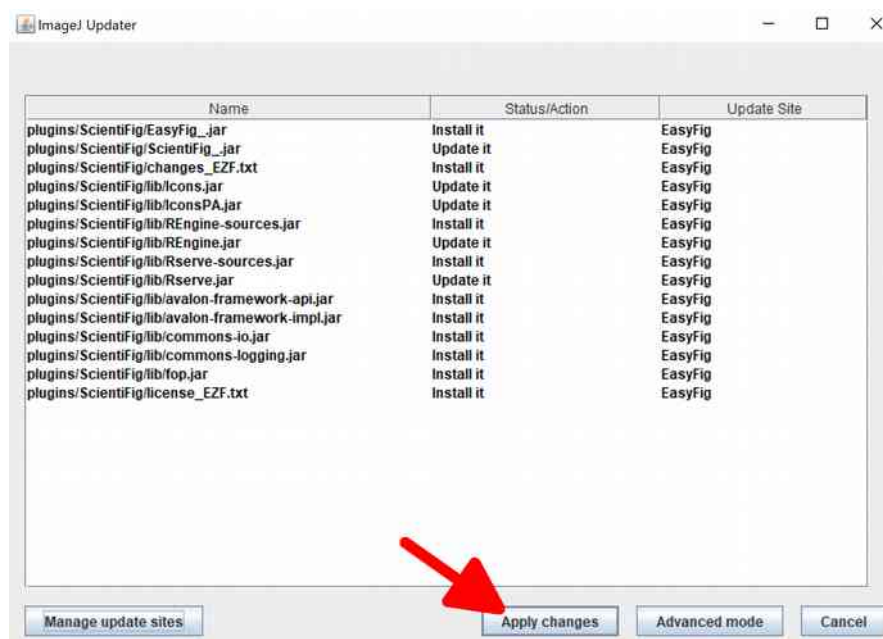 ImageJ Updater
Name Status/Action Update Site
plugins/ScientiFig/EasyFig_.jar Install it EasyFig
plugins/ScientiFig/ScientiFig_.jar Update it EasyFig
plugins/ScientiFig/changes_EZF.txt Install it EasyFig
plugins/ScientiFig/lib/Icons.jar Update it EasyFig
plugins/ScientiFig/lib/IconsPA.jar Update it EasyFig
plugins/ScientiFig/lib/REngine-sources.jar Install it EasyFig
plugins/ScientiFig/lib/REngine.jar Update it EasyFig
plugins/ScientiFig/lib/Rserve-sources.jar Install it EasyFig
plugins/ScientiFig/lib/Rserve.jar Update it EasyFig
plugins/ScientiFig/lib/avalon-framework-api.jar Install it EasyFig
plugins/ScientiFig/lib/avalon-framework-impl.jar Install it EasyFig
plugins/ScientiFig/lib/commons-io.jar Install it EasyFig
plugins/ScientiFig/lib/commons-logging.jar Install it EasyFig
plugins/ScientiFig/lib/fop.jar Install it EasyFig
plugins/ScientiFig/license_EZF.txt Install it EasyFig
Manage update sites Apply changes Advanced mode Cancel